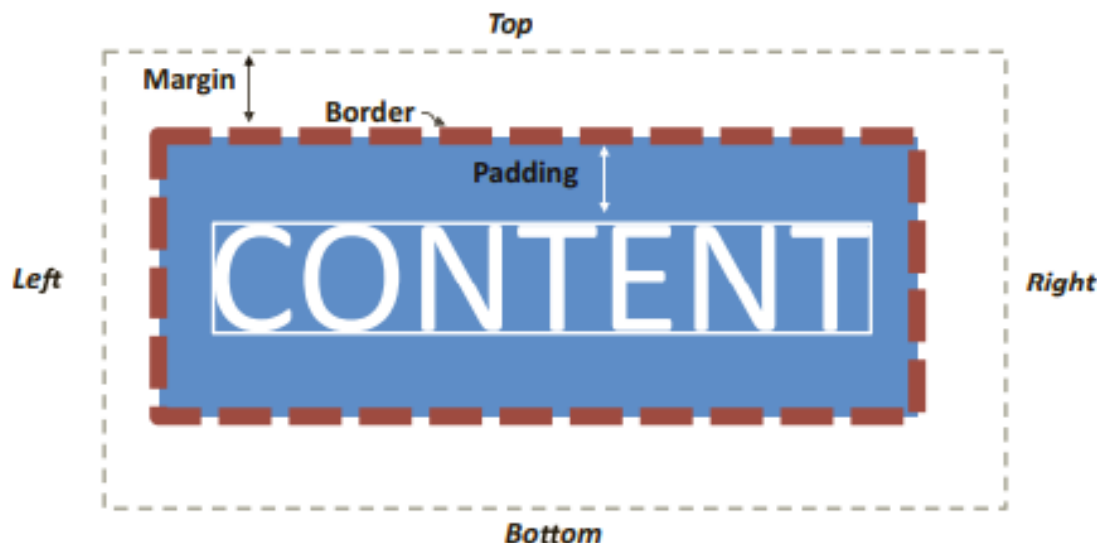 Top
Margin
Border
Padding
CONTENT
Left
Right
Bottom